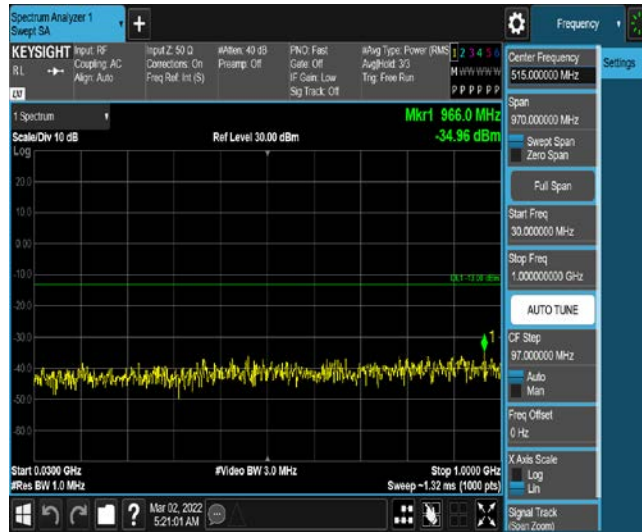 Spectrum Analyzer 1
Swept SA
Frequency
KEYSIGHT
RL
LXI
Input: RF
Coupling: AC
Align: Auto
Input Z: 50 Ω
Corrections: On
Freq Ref: Int (S)
#Atten: 40 dB
Preamp: Off
PNO: Fast
Gate: Off
IF Gain: Low
Sig Track: Off
#Avg Type: Power (RMS
Avg|Hold: 3/3
Trig: Free Run
1 2 3 4 5 6
M W W W W W
P P P P P P
1 Spectrum
Scale/Div 10 dB
Log
Ref Level 30.00 dBm
Mkr1 966.0 MHz
-34.96 dBm
20.0
10.0
0.00
-10.0
-20.0
-30.0
-40.0
-50.0
-60.0
DL1 -13.00 dBm
1
Start 0.0300 GHz
#Res BW 1.0 MHz
#Video BW 3.0 MHz
Stop 1.0000 GHz
Sweep ~1.32 ms (1000 pts)
Mar 02, 2022
5:21:01 AM
Center Frequency
515.000000 MHz
Settings
Span
970.000000 MHz
Swept Span
Zero Span
Full Span
Start Freq
30.000000 MHz
Stop Freq
1.000000000 GHz
AUTO TUNE
CF Step
97.000000 MHz
Auto
Man
Freq Offset
0 Hz
X Axis Scale
Log
Lin
Signal Track
(Span Zoom)